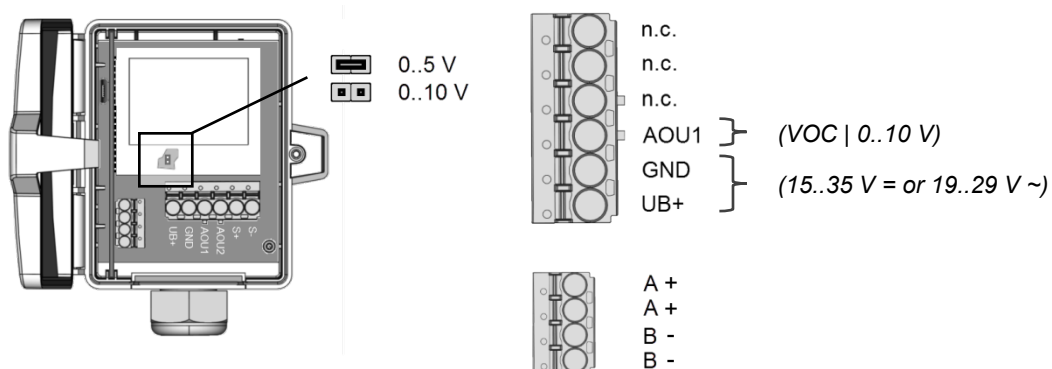 0..5 V
0..10 V
UB+
GND
AOU1
AOU2
S+
S-
n.c.
n.c.
n.c.
AOU1 (VOC | 0..10 V)
GND
UB+
(15..35 V = or 19..29 V ~)
A +
A +
B -
B -